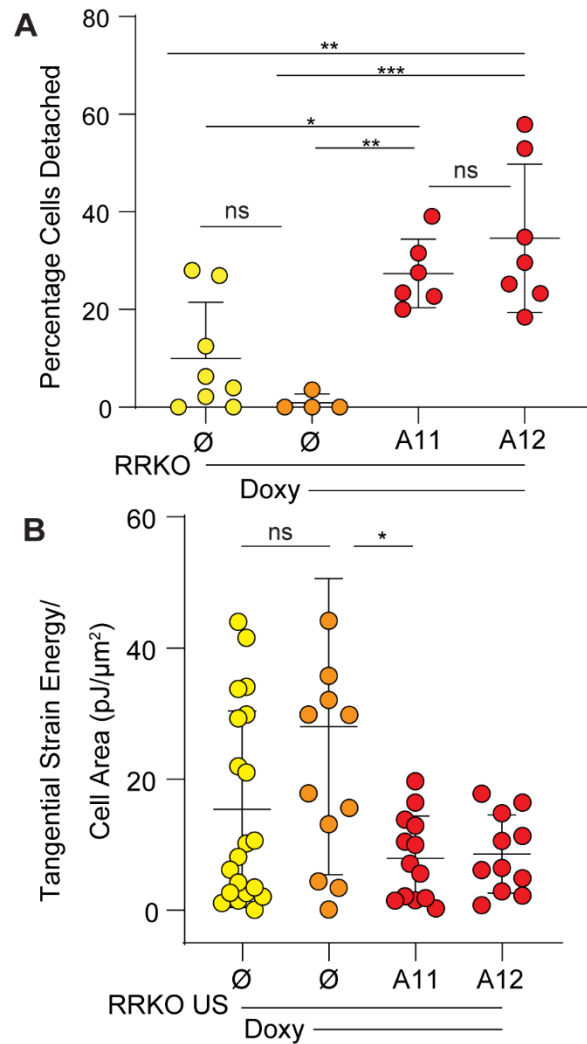 A
80
60
40
20
0
Percentage Cells Detached
**
***
*
**
ns
ns
Ø Ø A11 A12
RRKO
Doxy
B
60
40
20
0
Tangential Strain Energy/
Cell Area (pJ/µm²)
ns *
Ø Ø A11 A12
RRKO US
Doxy